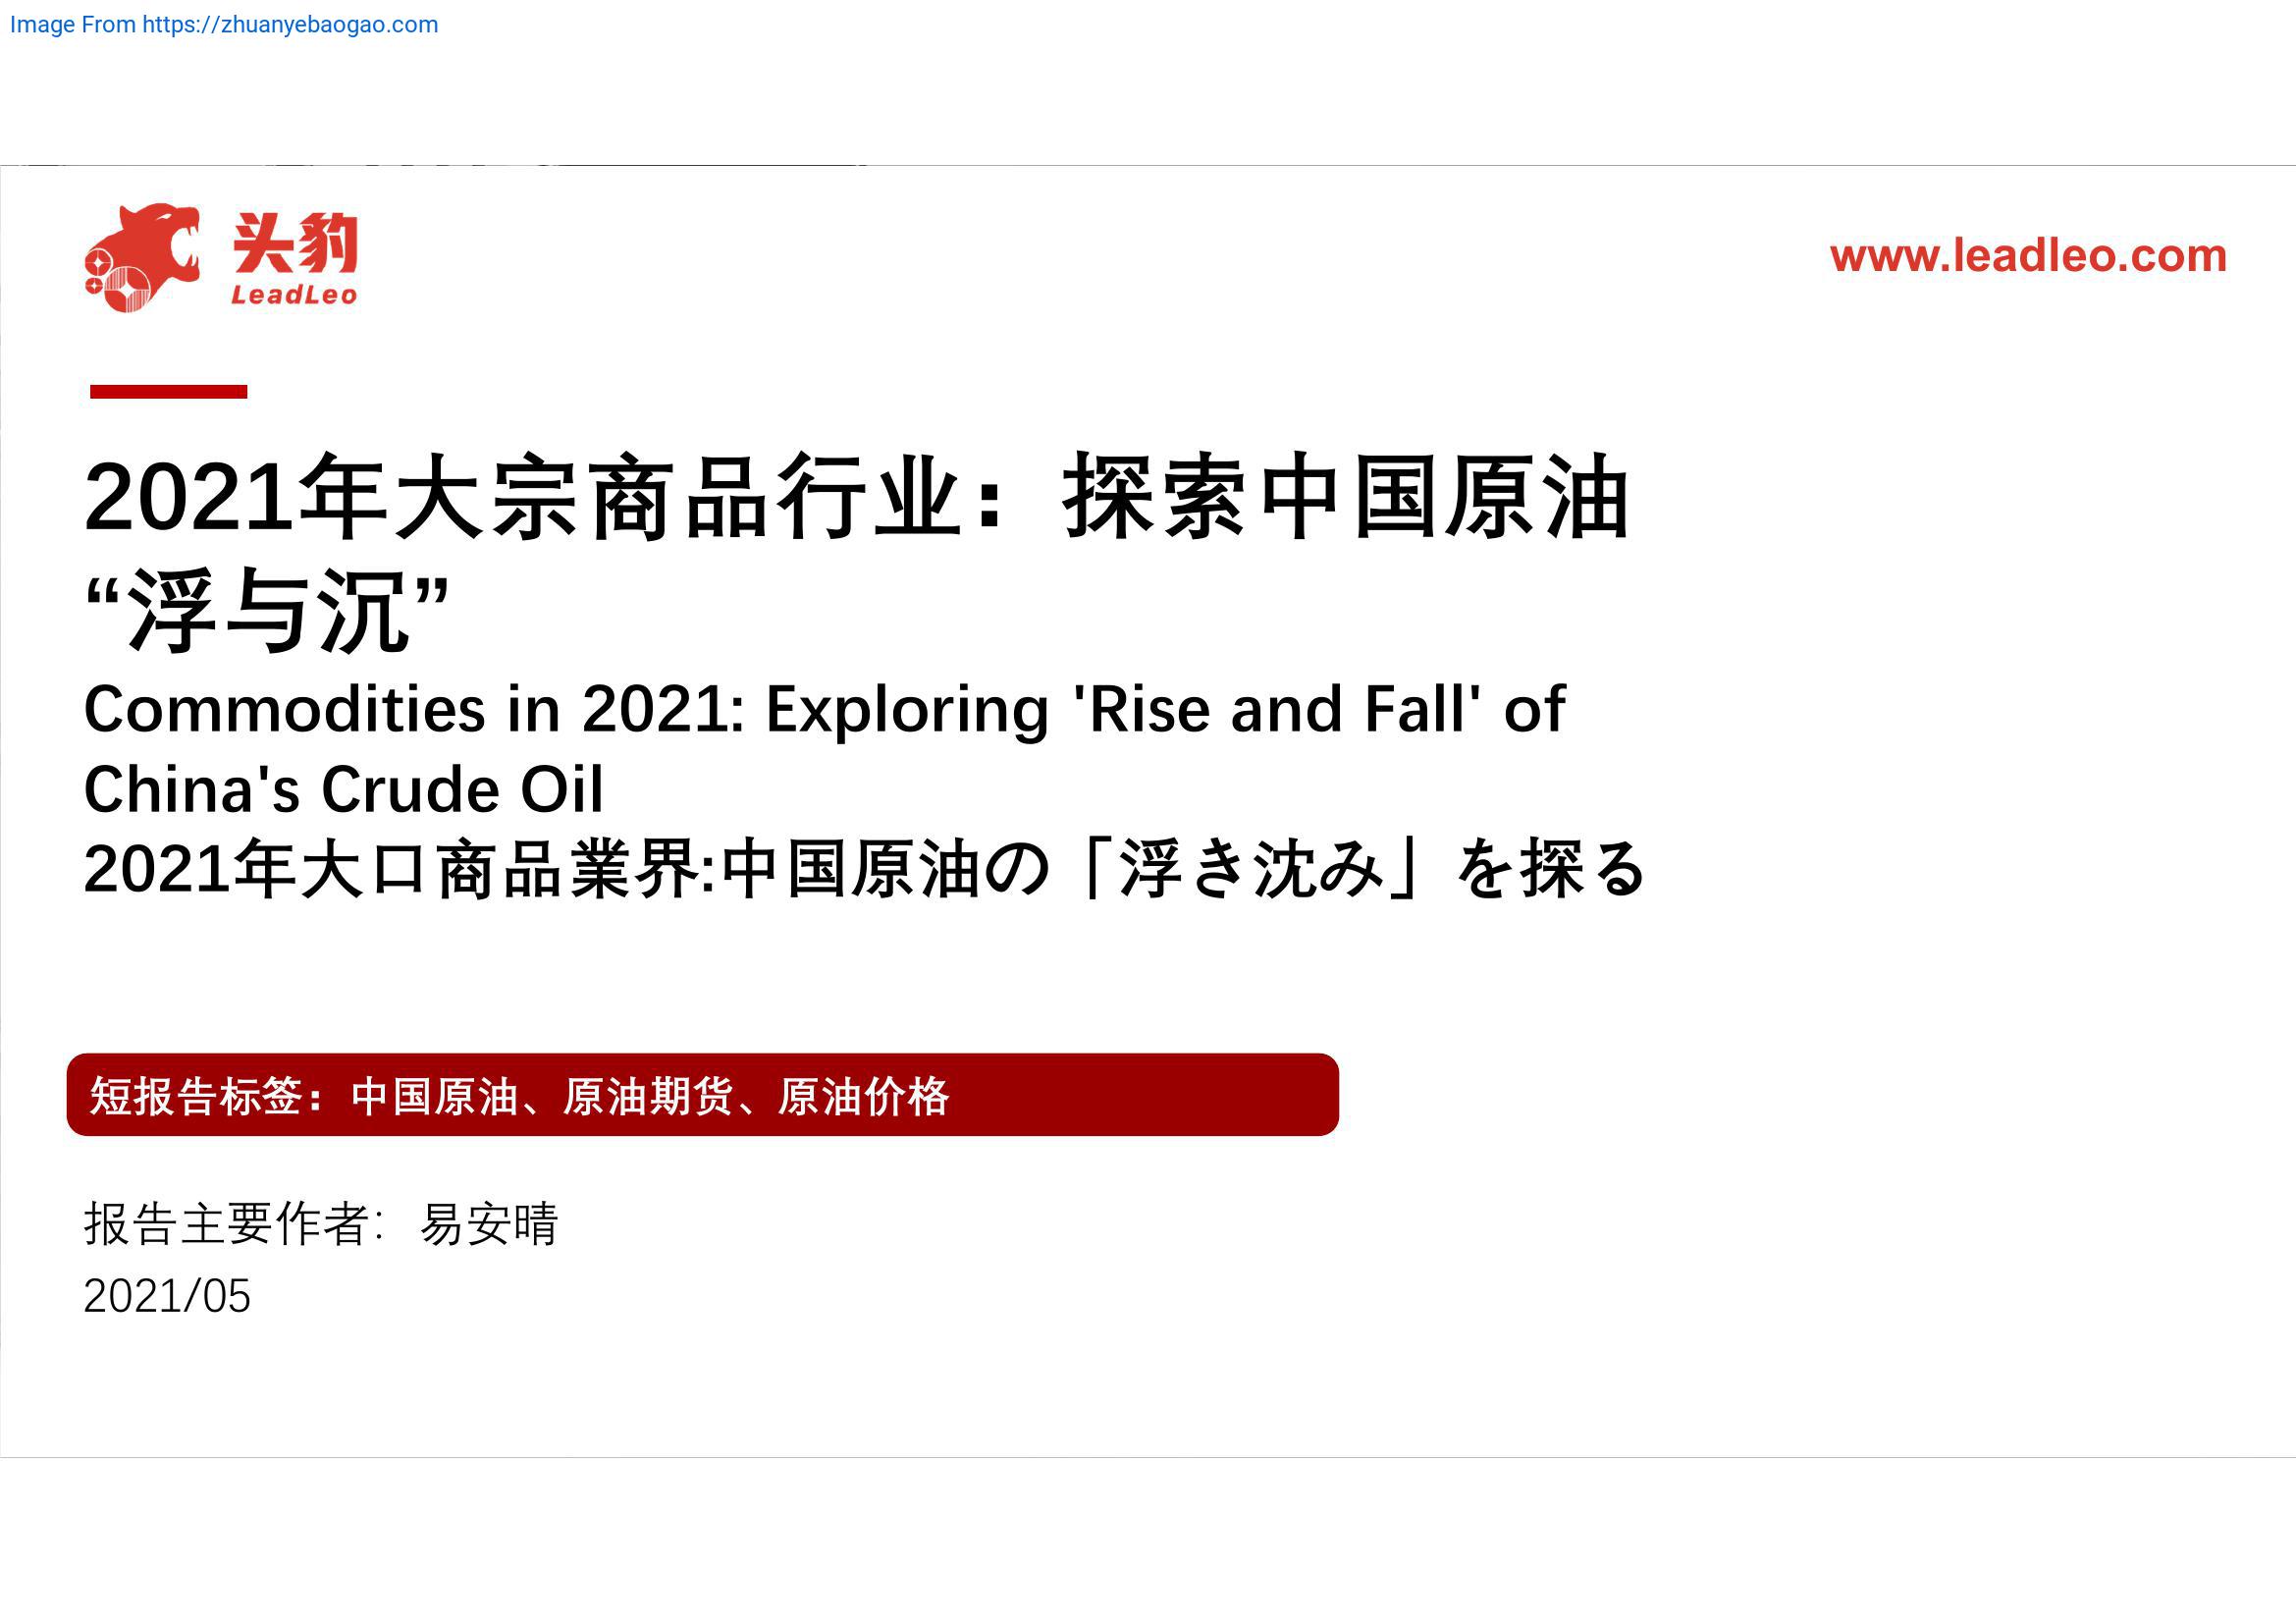 Image From https://zhuanyebaogao.com
头豹
LeadLeo
www.leadleo.com
2021年大宗商品行业：探索中国原油
“浮与沉”
Commodities in 2021: Exploring 'Rise and Fall' of
China's Crude Oil
2021年大口商品業界:中国原油の「浮き沈み」を探る
短报告标签：中国原油、原油期货、原油价格
报告主要作者：易安晴
2021/05